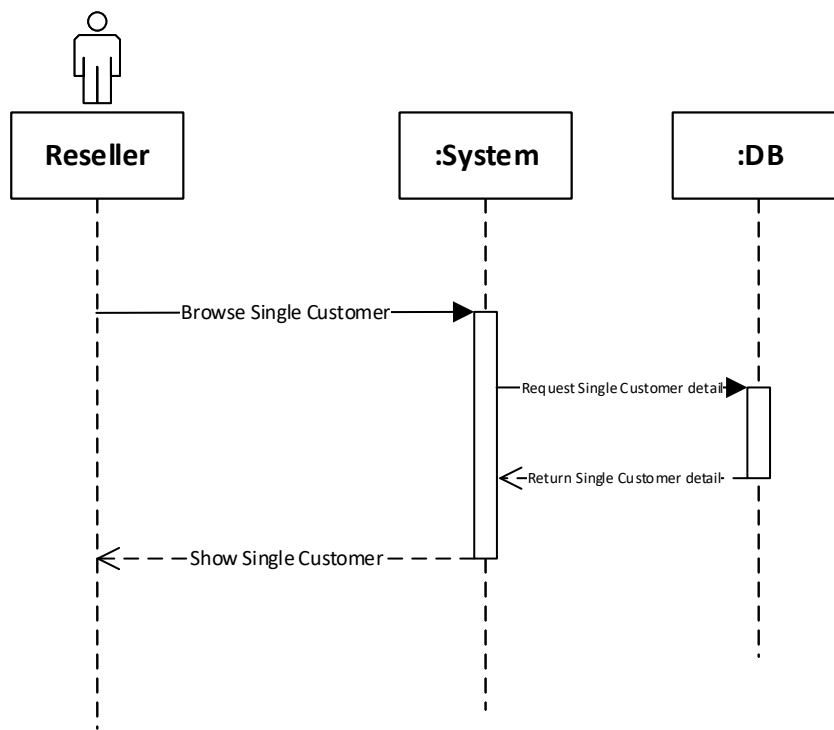 Reseller
:System
:DB
Browse Single Customer
Request Single Customer detail
Return Single Customer detail
Show Single Customer